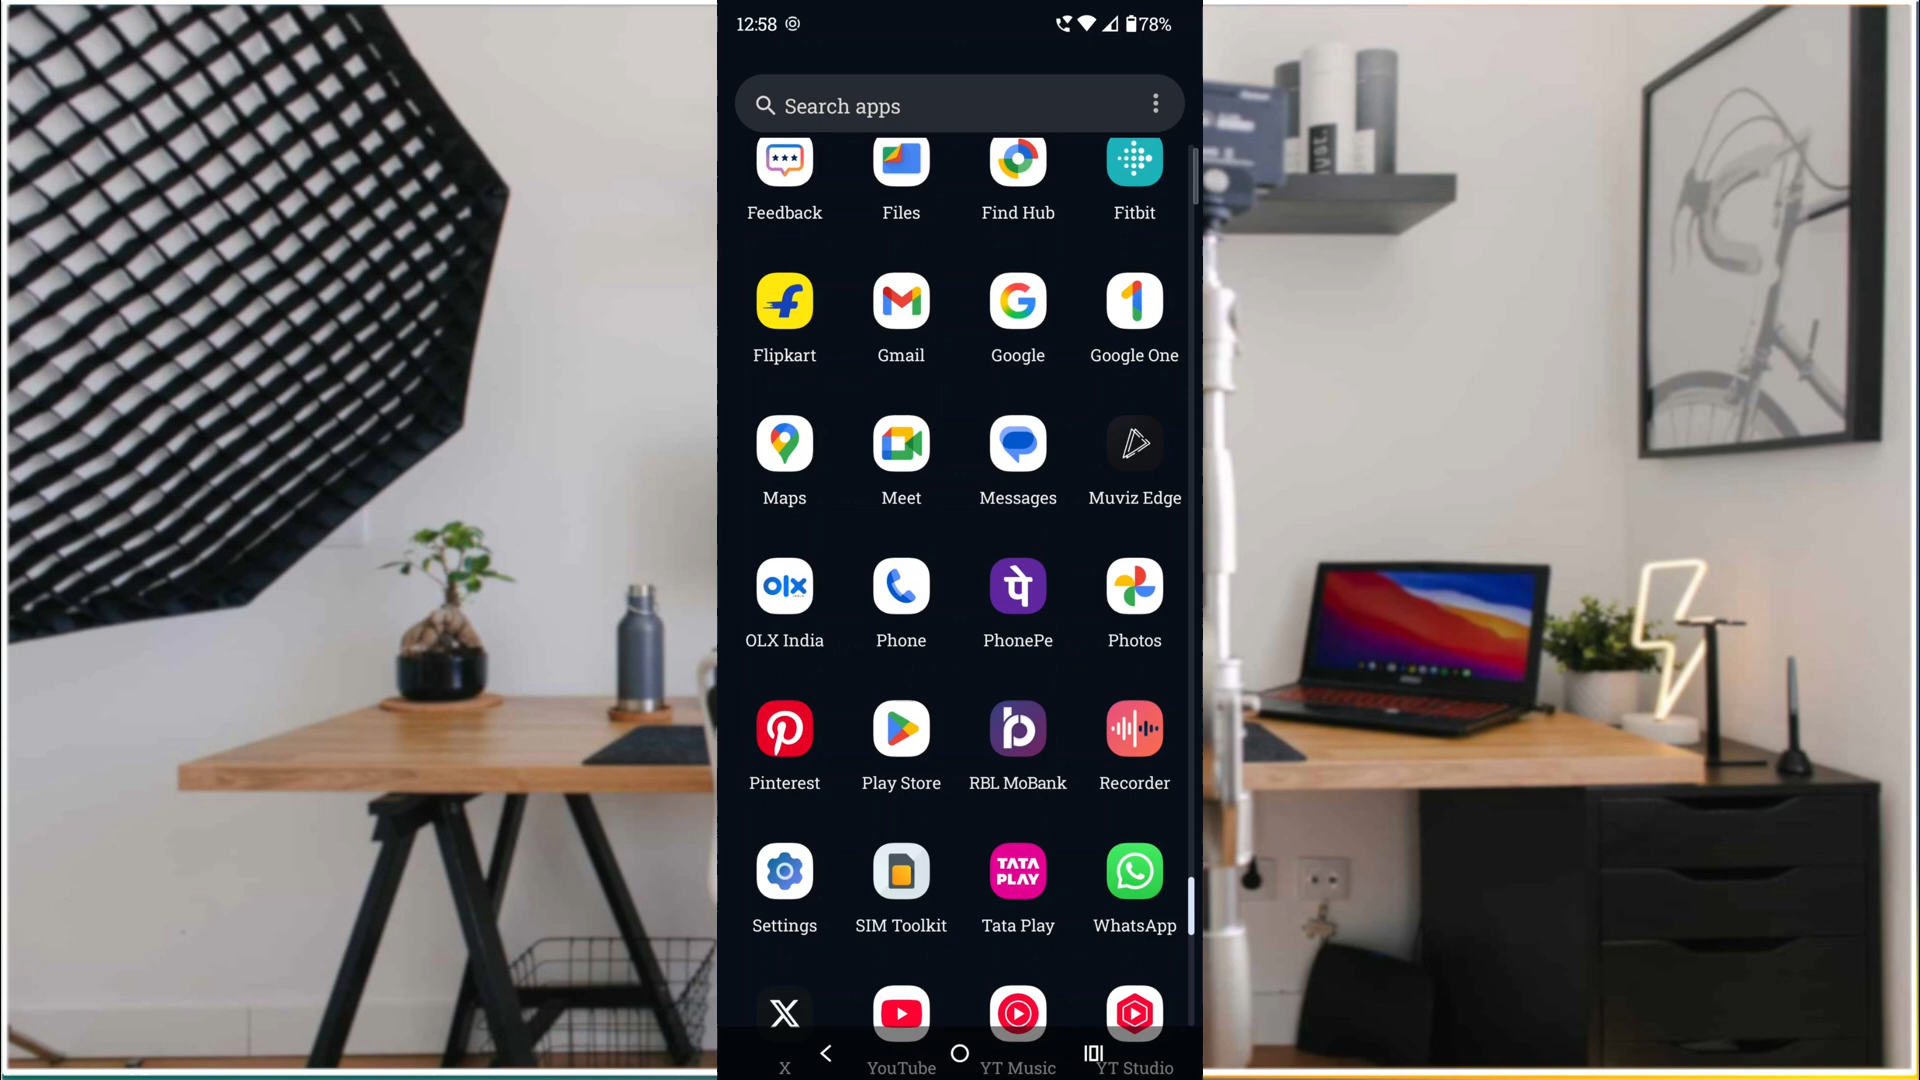 12:58 78%
Search apps
Feedback Files Find Hub Fitbit
Flipkart Gmail Google Google One
Maps Meet Messages Muviz Edge
olx पे
OLX India Phone PhonePe Photos
Pinterest Play Store RBL MoBank Recorder
TATA
PLAY
Settings SIM Toolkit Tata Play WhatsApp
X YouTube YT Music YT Studio